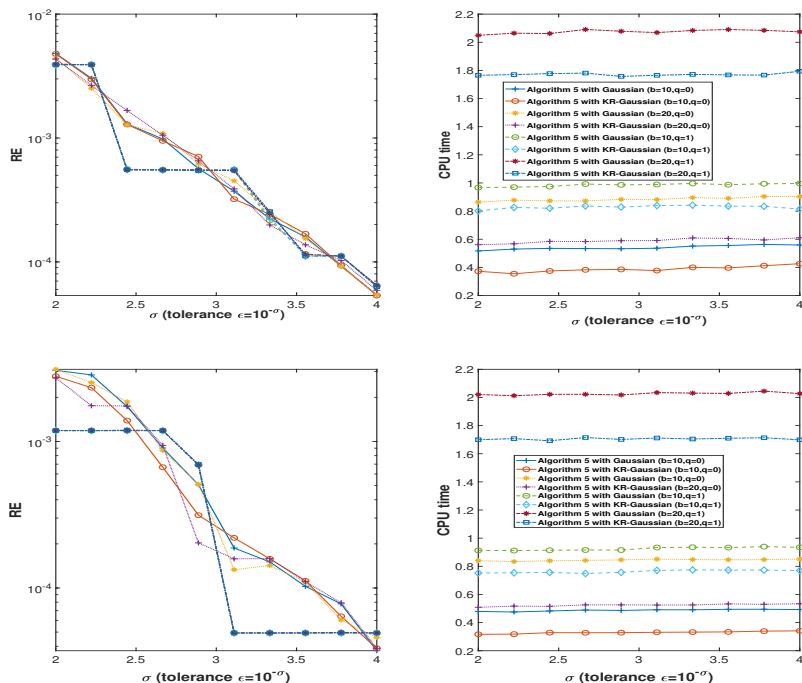 10⁻²
10⁻³
10⁻⁴
RE
2
2.5
3
3.5
4
σ (tolerance ϵ=10⁻σ)
2.2
2
1.8
1.6
1.4
1.2
1
0.8
0.6
0.4
0.2
CPU time
Algorithm 5 with Gaussian (b=10,q=0)
Algorithm 5 with KR-Gaussian (b=10,q=0)
Algorithm 5 with Gaussian (b=20,q=0)
Algorithm 5 with KR-Gaussian (b=20,q=0)
Algorithm 5 with Gaussian (b=10,q=1)
Algorithm 5 with KR-Gaussian (b=10,q=1)
Algorithm 5 with Gaussian (b=20,q=1)
Algorithm 5 with KR-Gaussian (b=20,q=1)
2
2.5
3
3.5
4
σ (tolerance ϵ=10⁻σ)
10⁻³
10⁻⁴
RE
2
2.5
3
3.5
4
σ (tolerance ϵ=10⁻σ)
2.2
2
1.8
1.6
1.4
1.2
1
0.8
0.6
0.4
0.2
CPU time
Algorithm 5 with Gaussian (b=10,q=0)
Algorithm 5 with KR-Gaussian (b=10,q=0)
Algorithm 5 with Gaussian (b=10,q=0)
Algorithm 5 with KR-Gaussian (b=20,q=0)
Algorithm 5 with Gaussian (b=10,q=1)
Algorithm 5 with KR-Gaussian (b=10,q=1)
Algorithm 5 with Gaussian (b=20,q=1)
Algorithm 5 with KR-Gaussian (b=20,q=1)
2
2.5
3
3.5
4
σ (tolerance ϵ=10⁻σ)